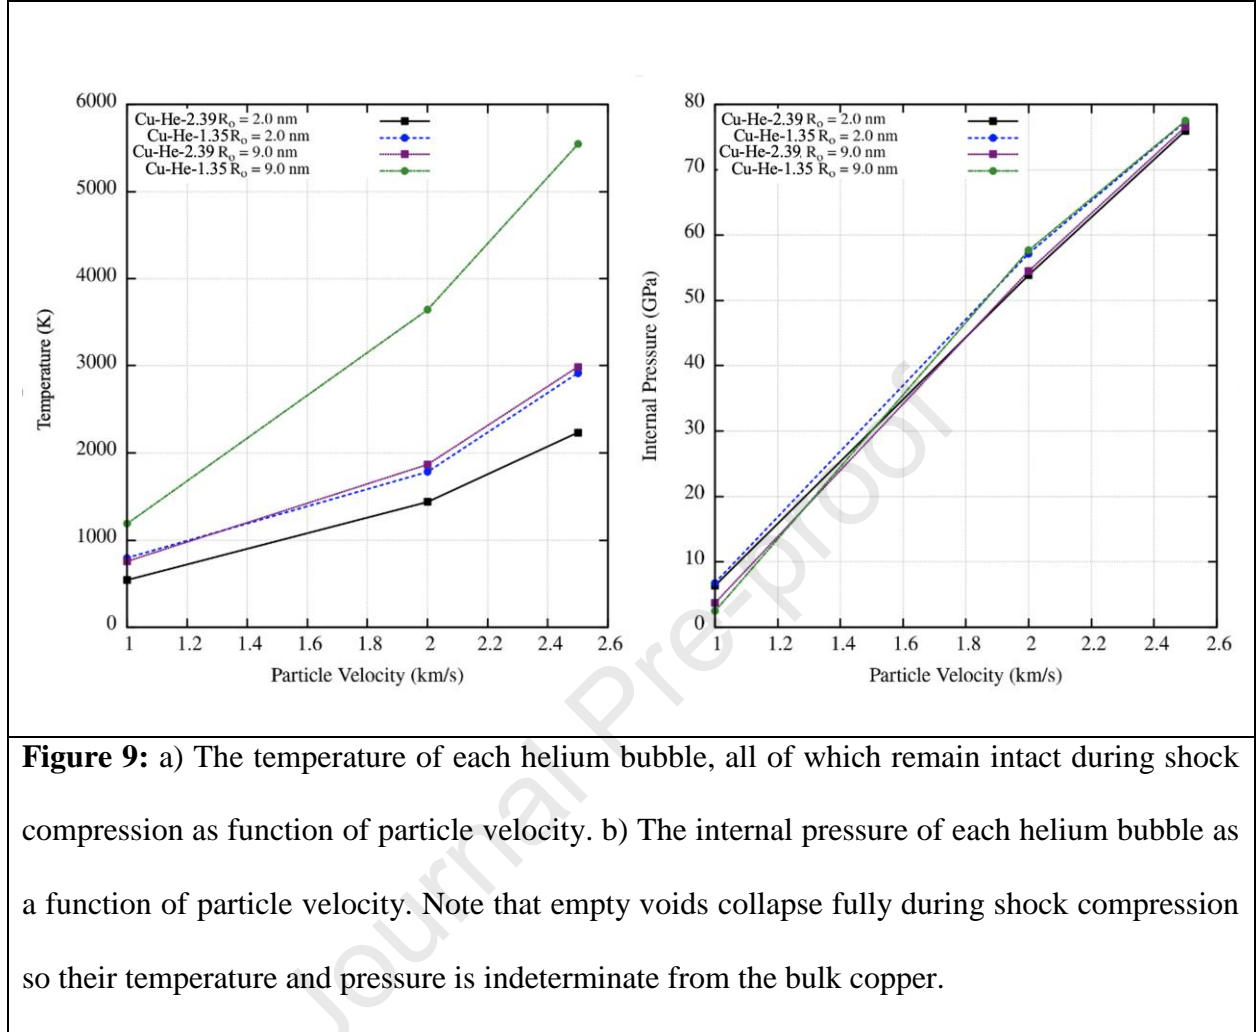 6000
5000
4000
3000
2000
1000
0
Temperature (K)
Cu-He-2.39 Ro = 2.0 nm
Cu-He-1.35 Ro = 2.0 nm
Cu-He-2.39 Ro = 9.0 nm
Cu-He-1.35 Ro = 9.0 nm
1 1.2 1.4 1.6 1.8 2 2.2 2.4 2.6
Particle Velocity (km/s)
80
70
60
50
40
30
20
10
0
Internal Pressure (GPa)
Cu-He-2.39 Ro = 2.0 nm
Cu-He-1.35 Ro = 2.0 nm
Cu-He-2.39, Ro = 9.0 nm
Cu-He-1.35 Ro = 9.0 nm
1 1.2 1.4 1.6 1.8 2 2.2 2.4 2.6
Particle Velocity (km/s)
Journal Pre-proof
Figure 9: a) The temperature of each helium bubble, all of which remain intact during shock
compression as function of particle velocity. b) The internal pressure of each helium bubble as
a function of particle velocity. Note that empty voids collapse fully during shock compression
so their temperature and pressure is indeterminate from the bulk copper.